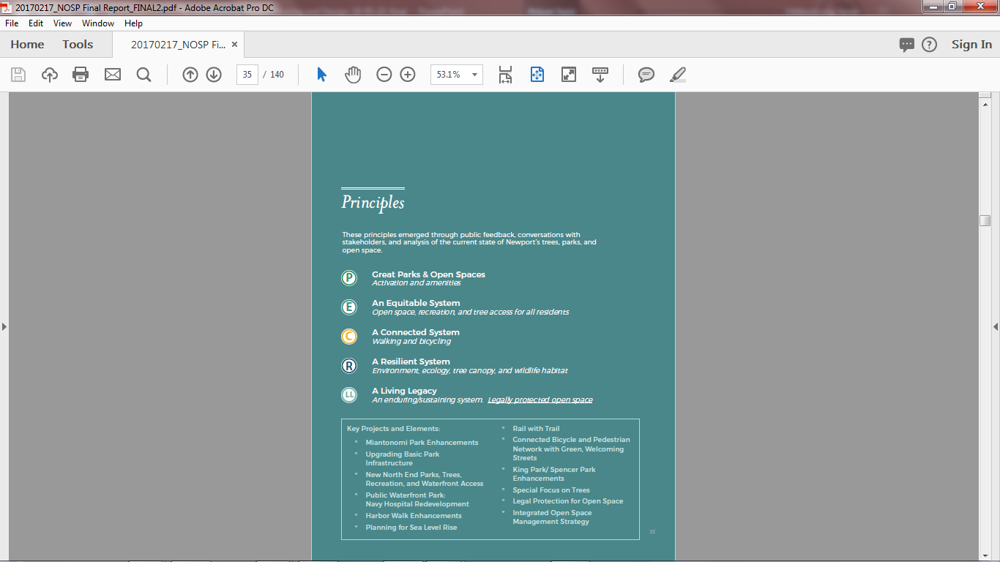 20170217_NOSP Final Report_FINAL2.pdf - Adobe Acrobat Pro DC
File Edit View Window Help
Home Tools 20170217_NOSP Fi... × Sign In
35 / 140 53.1%
Principles
These principles emerged through public feedback, conversations with
stakeholders, and analysis of the current state of Newport's trees, parks, and
open space.
P Great Parks & Open Spaces
Activation and amenities
E An Equitable System
Open space, recreation, and tree access for all residents
C A Connected System
Walking and bicycling
R A Resilient System
Environment, ecology, tree canopy, and wildlife habitat
LL A Living Legacy
An enduring/sustaining system. Legally protected open space
Key Projects and Elements:
° Miantonomi Park Enhancements
° Upgrading Basic Park
Infrastructure
° New North End Parks, Trees,
Recreation, and Waterfront Access
° Public Waterfront Park:
Navy Hospital Redevelopment
° Harbor Walk Enhancements
° Planning for Sea Level Rise
° Rail with Trail
° Connected Bicycle and Pedestrian
Network with Green, Welcoming
Streets
° King Park/ Spencer Park
Enhancements
° Special Focus on Trees
° Legal Protection for Open Space
° Integrated Open Space
Management Strategy
35